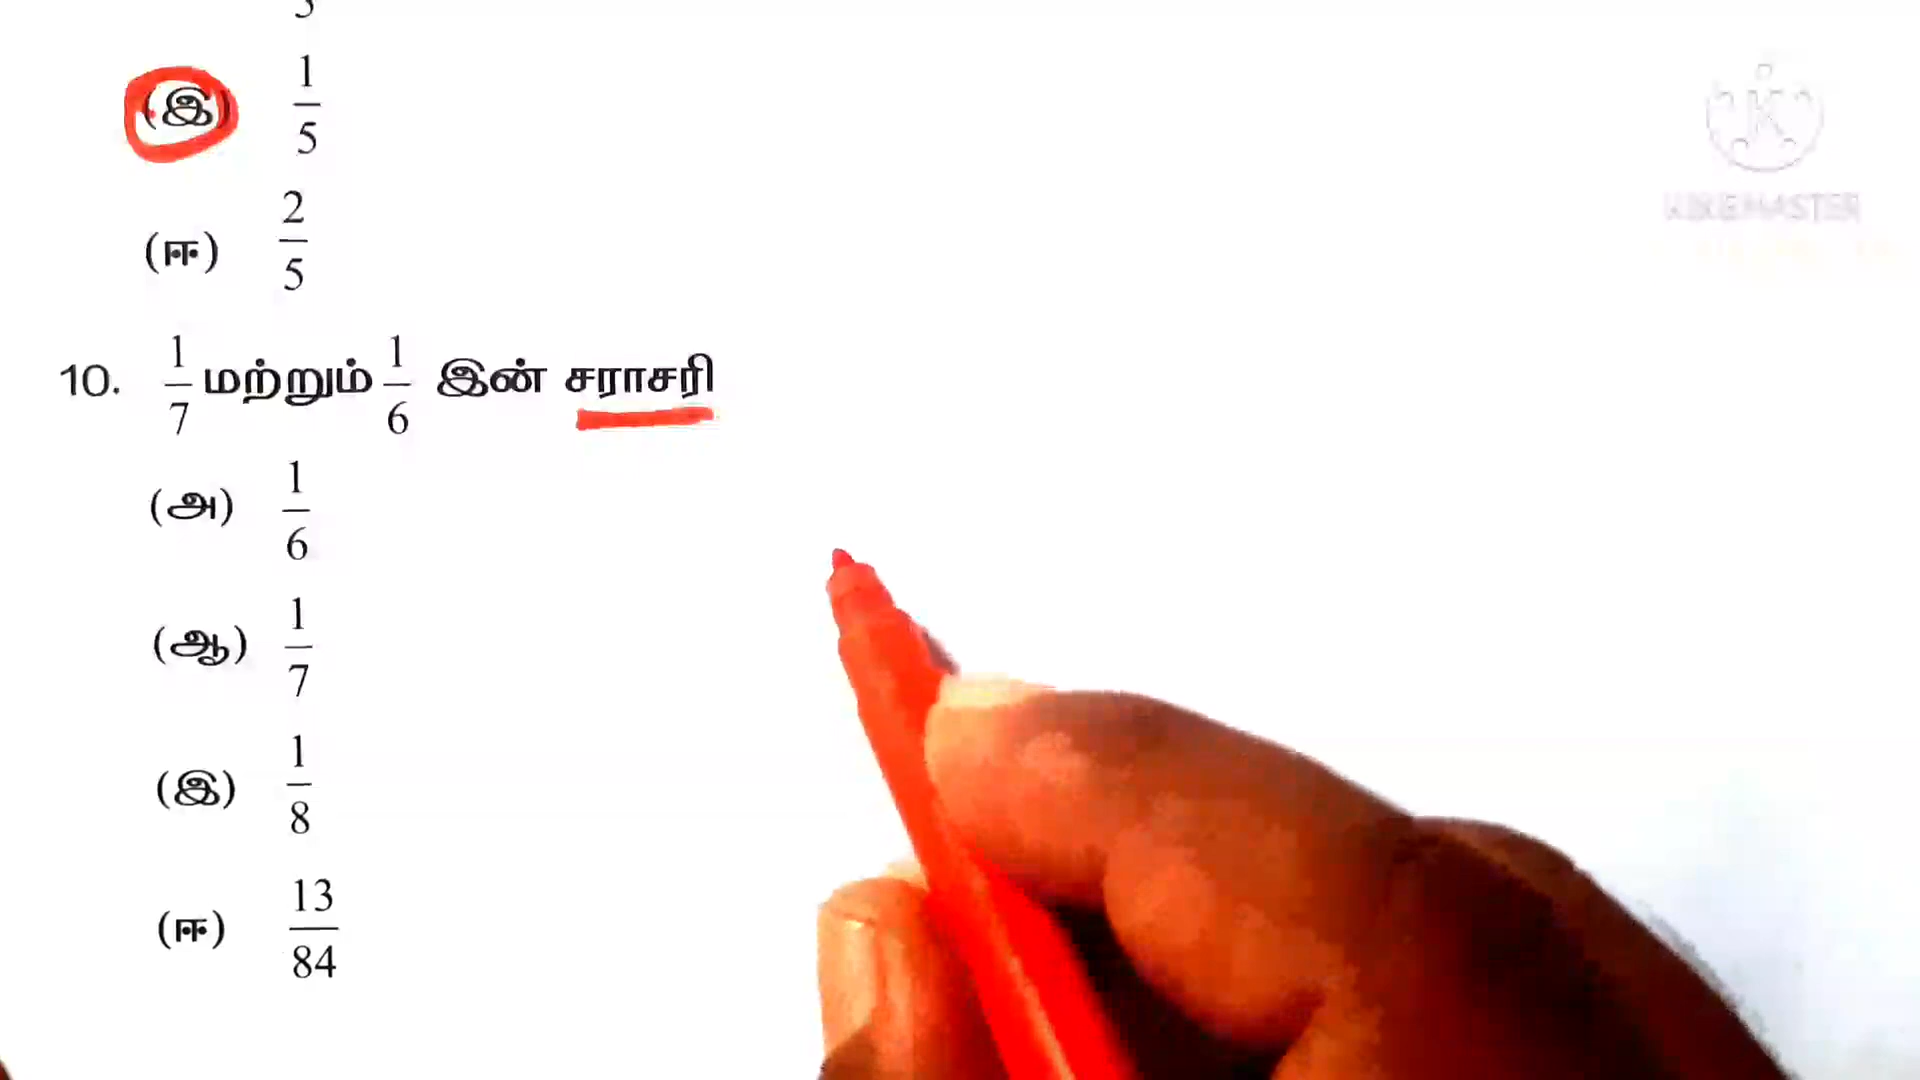 (இ) 1/5
(ஈ) 2/5
10. 1/7 மற்றும் 1/6 இன் சராசரி
(அ) 1/6
(ஆ) 1/7
(இ) 1/8
(ஈ) 13/84
KINEMASTER